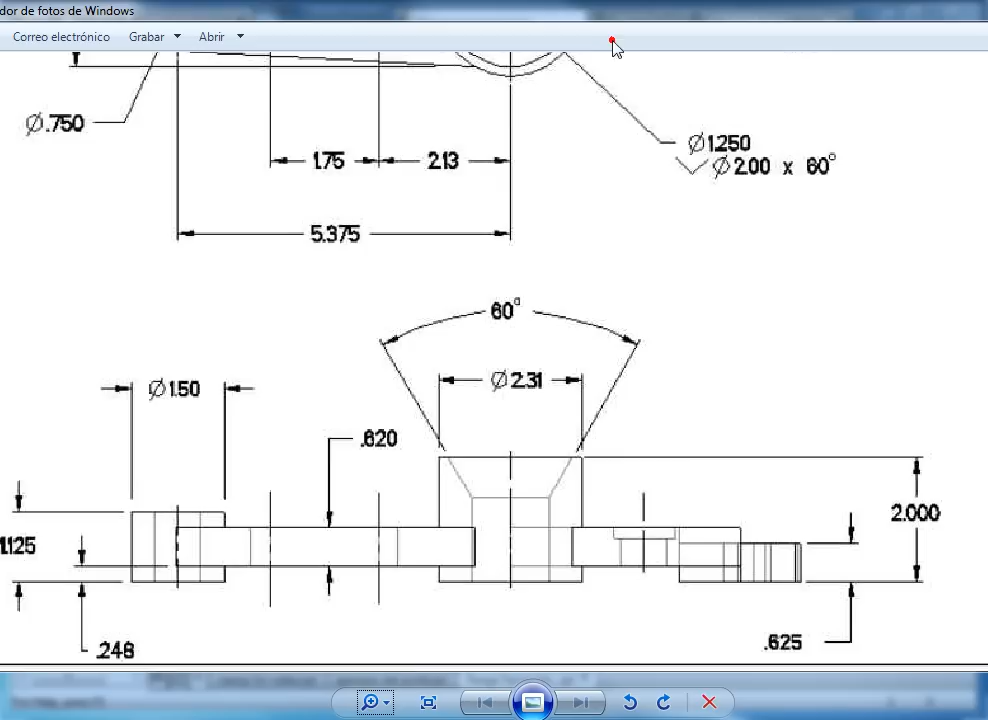 dor de fotos de Windows
Correo electrónico Grabar Abrir
Ø.750
Ø1.250
Ø2.00 x 60°
1.75 2.13
5.375
60°
Ø1.50 Ø2.31
.620
2.000
1.125
.248 .625